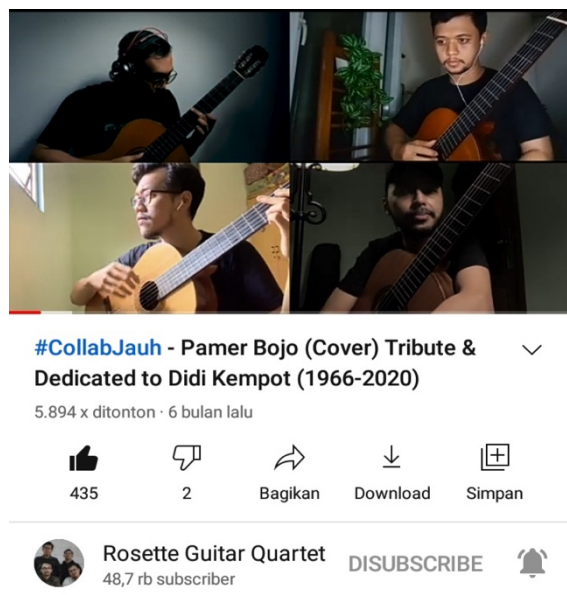 #CollabJauh - Pamer Bojo (Cover) Tribute &
Dedicated to Didi Kempot (1966-2020)
5.894 x ditonton · 6 bulan lalu
435
2
Bagikan
Download
Simpan
Rosette Guitar Quartet
48,7 rb subscriber
DISUBSCRIBE